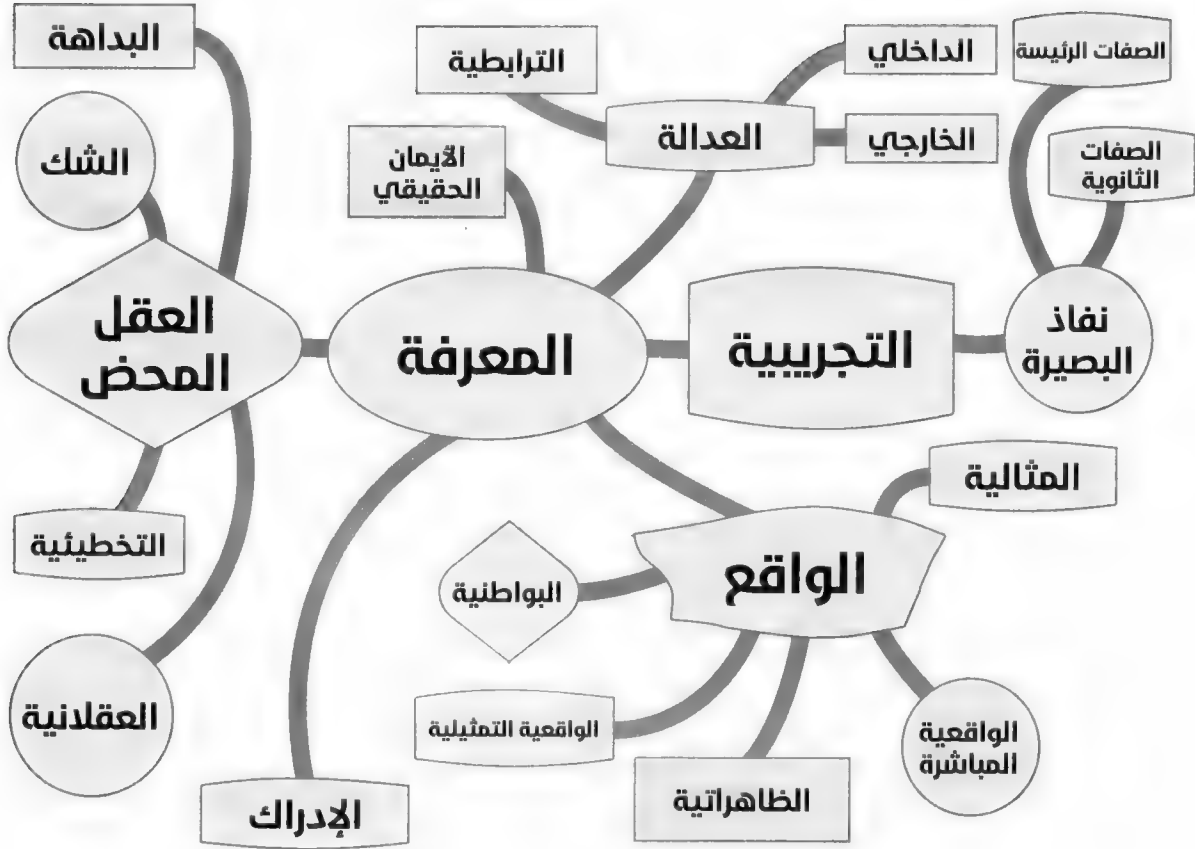 البداهة
الترابطية
الداخلي
الصفات الرئيسة
الشك
العدالة
الخارجي
الأيمان
الحقيقي
الصفات
الثانوية
العقل
المحض
المعرفة
التجريبية
نفاذ
البصيرة
المثالية
التخطيئية
البواطنية
الواقع
العقلانية
الواقعية التمثيلية
الواقعية
المباشرة
الظاهراتية
الإدراك